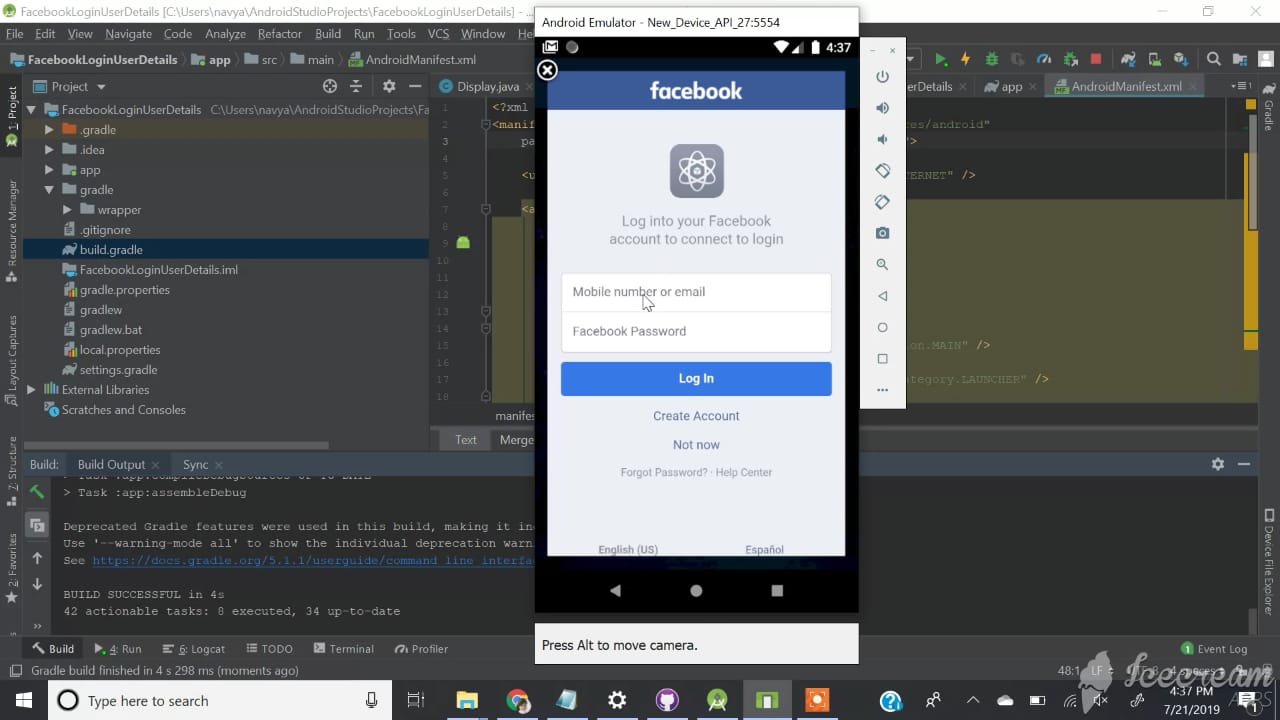 FacebookLoginUserDetails [C:\Users\navya\AndroidStudioProjects\FacebookLoginUserDetails] - ...
File Edit View Navigate Code Analyze Refactor Build Run Tools VCS Window
FacebookLoginUserDetails app src main AndroidManifest.xml
Project
Display.java
erDetails
app
AndroidManifest.xml
FacebookLoginUserDetails C:\Users\navya\AndroidStudioProjects\Fa
.gradle
.idea
app
gradle
wrapper
.gitignore
build.gradle
FacebookLoginUserDetails.iml
gradle.properties
gradlew
gradlew.bat
local.properties
settings.gradle
External Libraries
Scratches and Consoles
1: Project
Resource Manager
Layout Captures
Z: Structure
2: Favorites
1
2
3
4
5
6
7
8
9
10
11
12
13
14
15
16
17
18
<?xml
<manif
res/android"
pa
">
<u
ERNET" />
<a
on.MAIN" />
ategory.LAUNCHER" />
manifes
Text
Merge
Gradle
Device File Explorer
Android Emulator - New_Device_API_27:5554
4:37
facebook
Log into your Facebook
account to connect to login
Mobile number or email
Facebook Password
Log In
Create Account
Not now
Forgot Password? · Help Center
English (US)
Español
Press Alt to move camera.
Build:
Build Output
Sync
> Task :app:assembleDebug
Deprecated Gradle features were used in this build, making it in
Use '--warning-mode all' to show the individual deprecation warn
See https://docs.gradle.org/5.1.1/userguide/command_line_interfa
BUILD SUCCESSFUL in 4s
42 actionable tasks: 8 executed, 34 up-to-date
Build 4: Run 6: Logcat TODO Terminal Profiler
1 Event Log
Gradle build finished in 4 s 298 ms (moments ago)
48:1 LF 4 spaces
Icecream
APPS
Type here to search
4:37 PM
7/21/2019
1